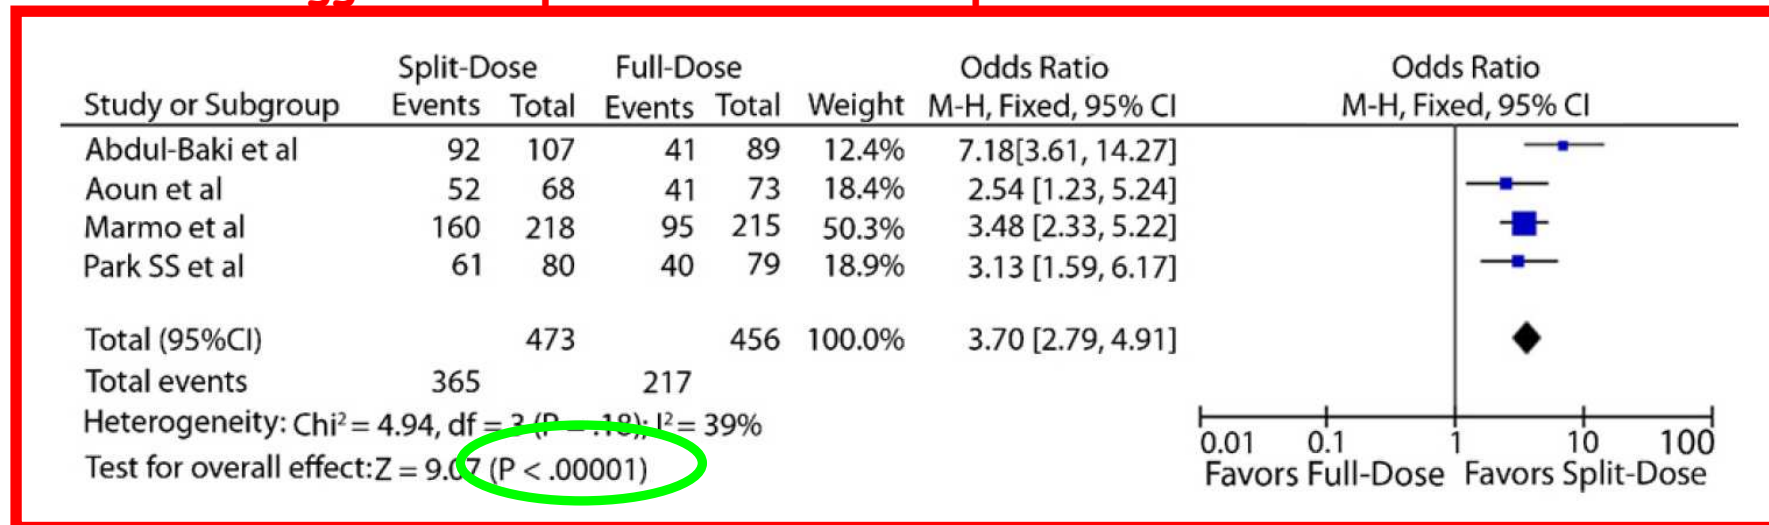 Split-Dose Full-Dose Odds Ratio Odds Ratio
Study or Subgroup Events Total Events Total Weight M-H, Fixed, 95% CI M-H, Fixed, 95% CI
Abdul-Baki et al 92 107 41 89 12.4% 7.18[3.61, 14.27]
Aoun et al 52 68 41 73 18.4% 2.54 [1.23, 5.24]
Marmo et al 160 218 95 215 50.3% 3.48 [2.33, 5.22]
Park SS et al 61 80 40 79 18.9% 3.13 [1.59, 6.17]
Total (95%CI) 473 456 100.0% 3.70 [2.79, 4.91]
Total events 365 217
Heterogeneity: Chi² = 4.94, df = 3 (P = .18); I² = 39%
0.01 0.1 1 10 100
Test for overall effect: Z = 9.07 (P < .00001)
Favors Full-Dose Favors Split-Dose